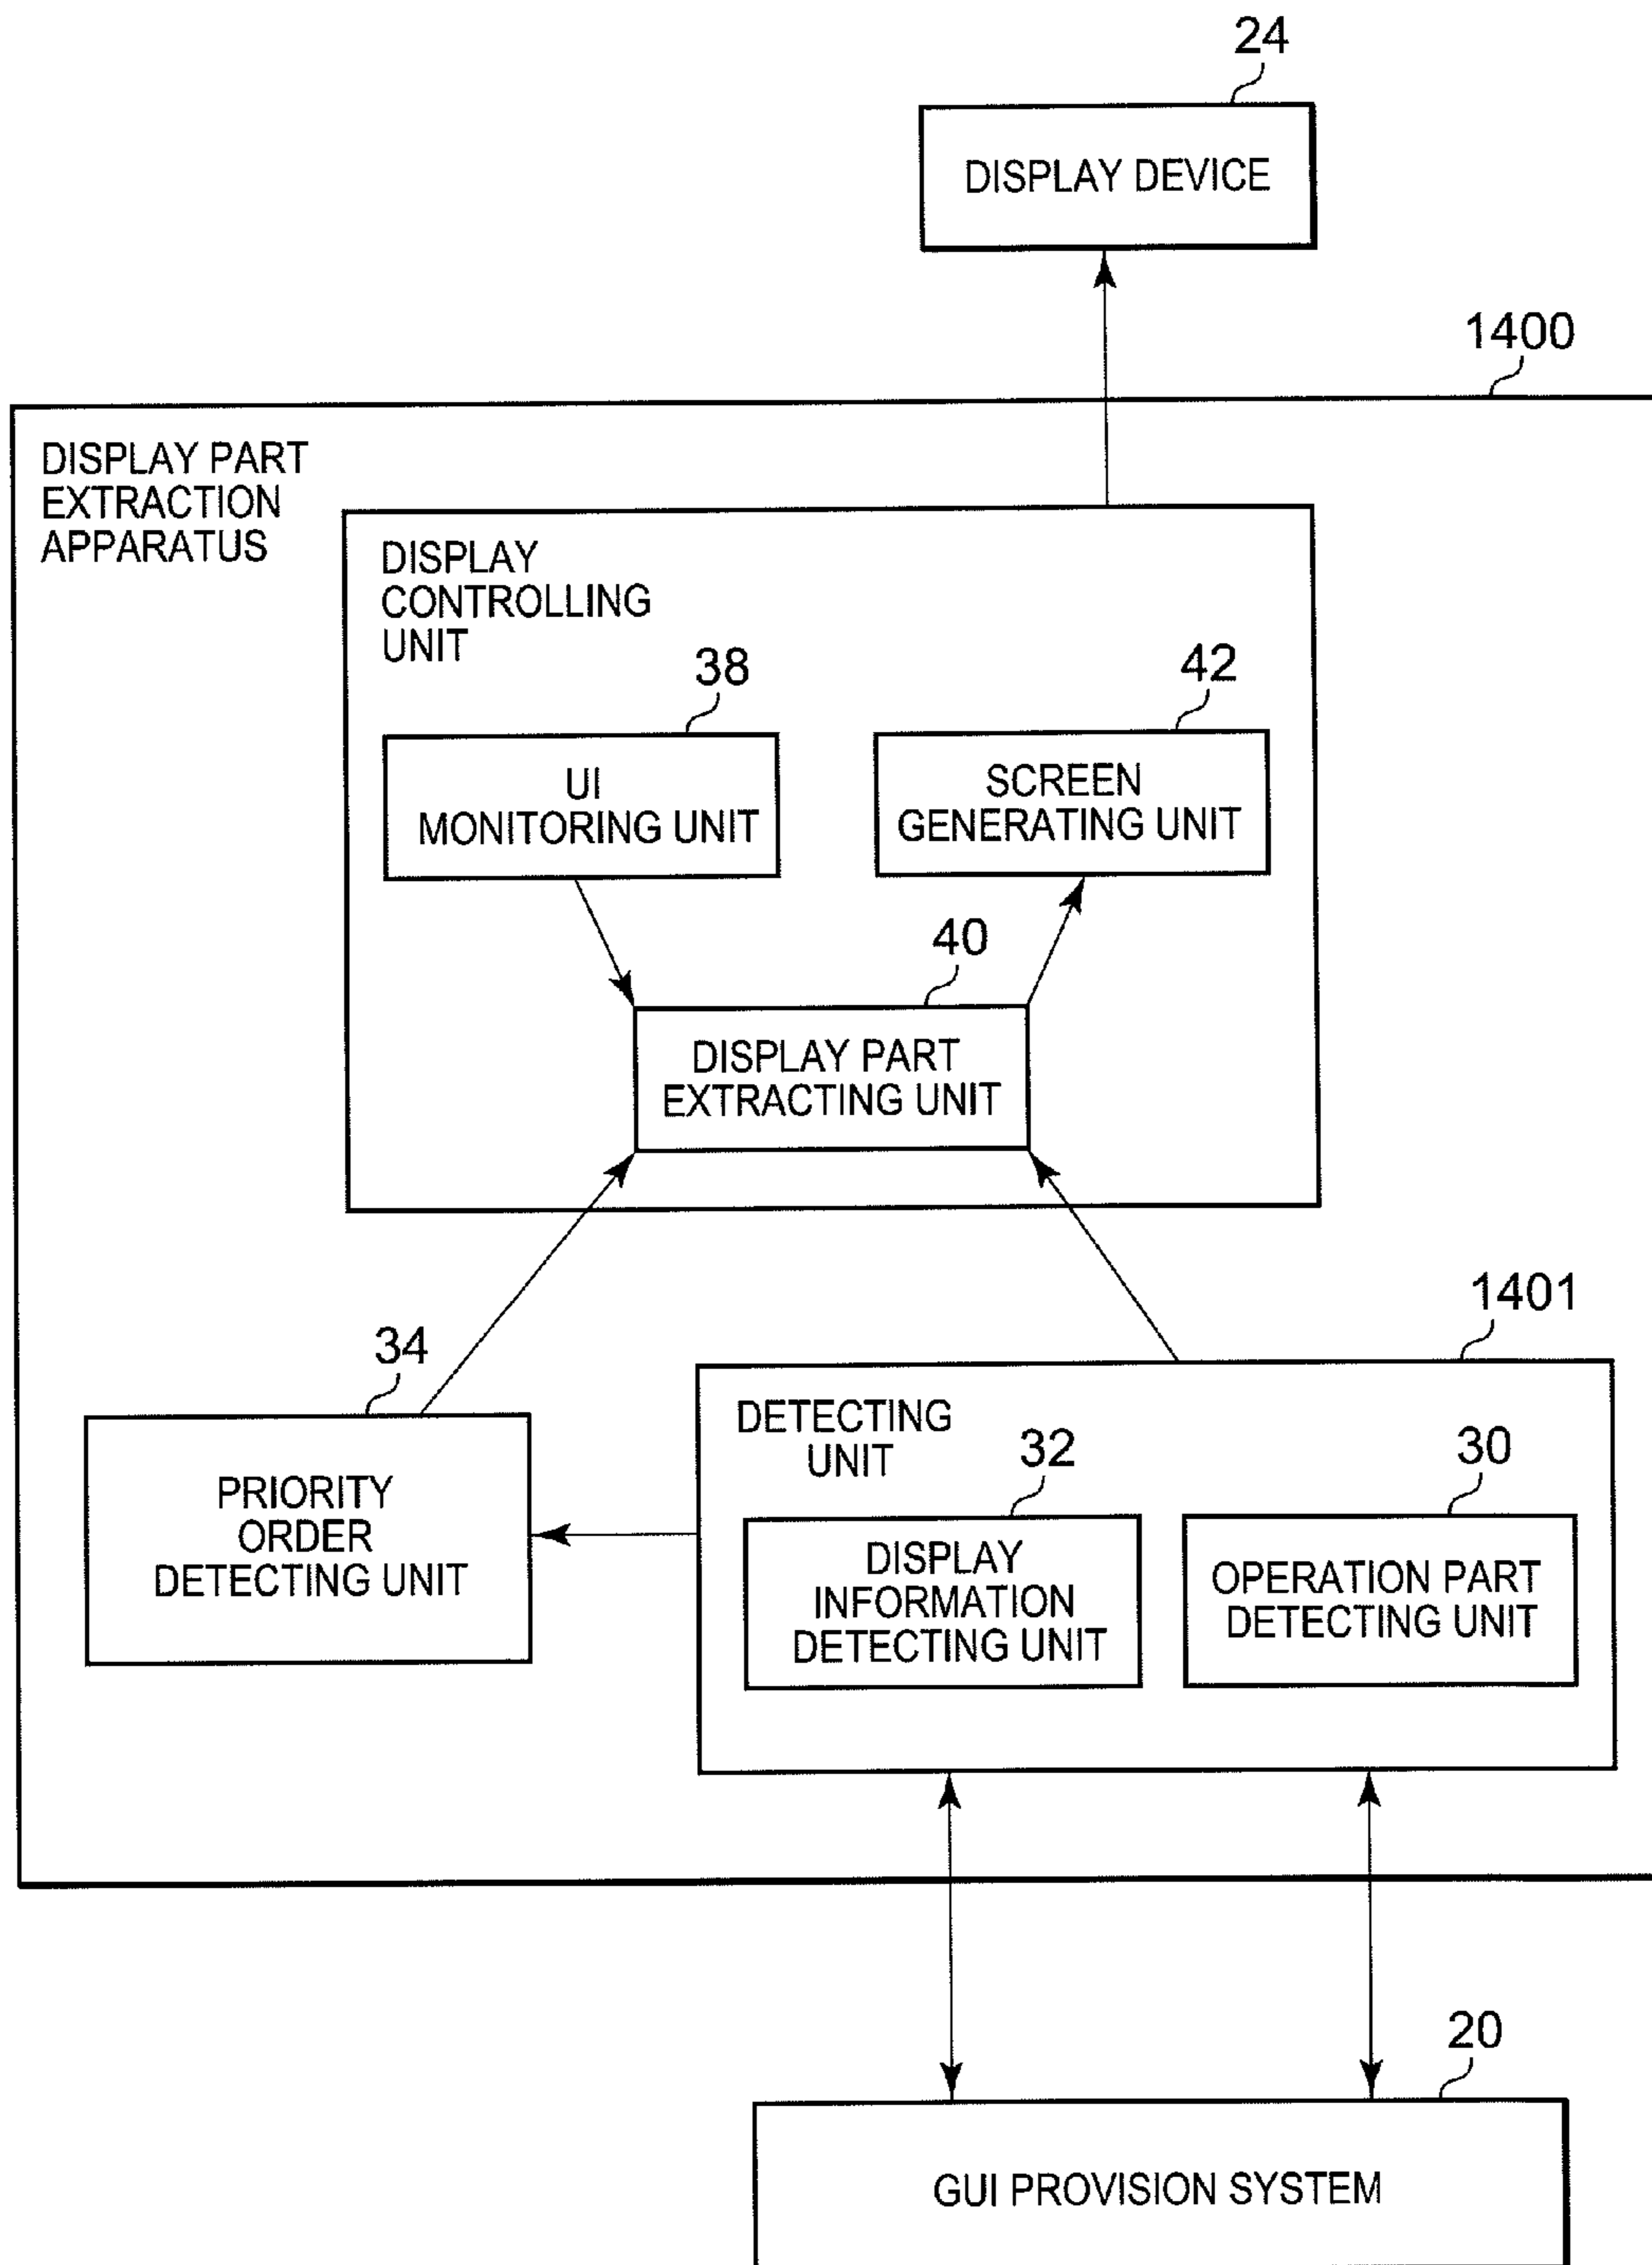 24
DISPLAY DEVICE
1400
DISPLAY PART
EXTRACTION
APPARATUS
DISPLAY
CONTROLLING
UNIT
38
UI
MONITORING UNIT
42
SCREEN
GENERATING UNIT
40
DISPLAY PART
EXTRACTING UNIT
34
PRIORITY
ORDER
DETECTING UNIT
1401
DETECTING
UNIT
32
DISPLAY
INFORMATION
DETECTING UNIT
30
OPERATION PART
DETECTING UNIT
20
GUI PROVISION SYSTEM